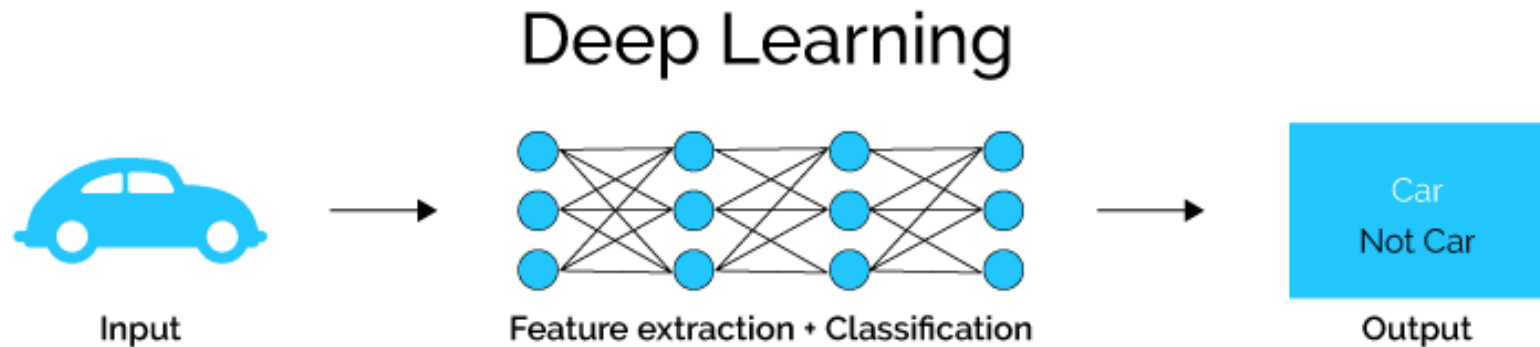 Deep Learning
Car
Not Car
Input
Feature extraction + Classification
Output